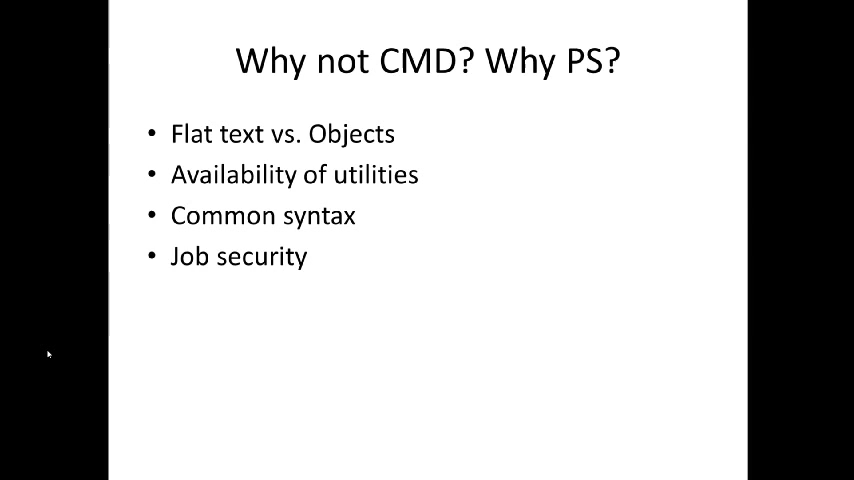 Why not CMD? Why PS?
• Flat text vs. Objects
• Availability of utilities
• Common syntax
• Job security